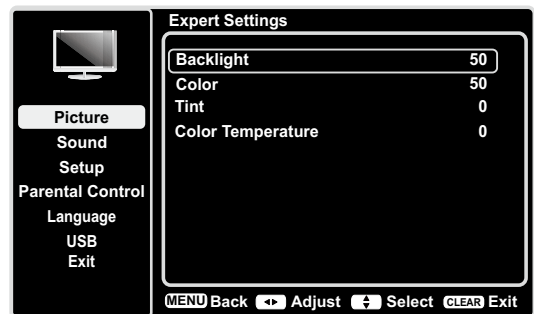 Expert Settings
Backlight 50
Color 50
Tint 0
Color Temperature 0
Picture
Sound
Setup
Parental Control
Language
USB
Exit
MENU Back Adjust Select CLEAR Exit